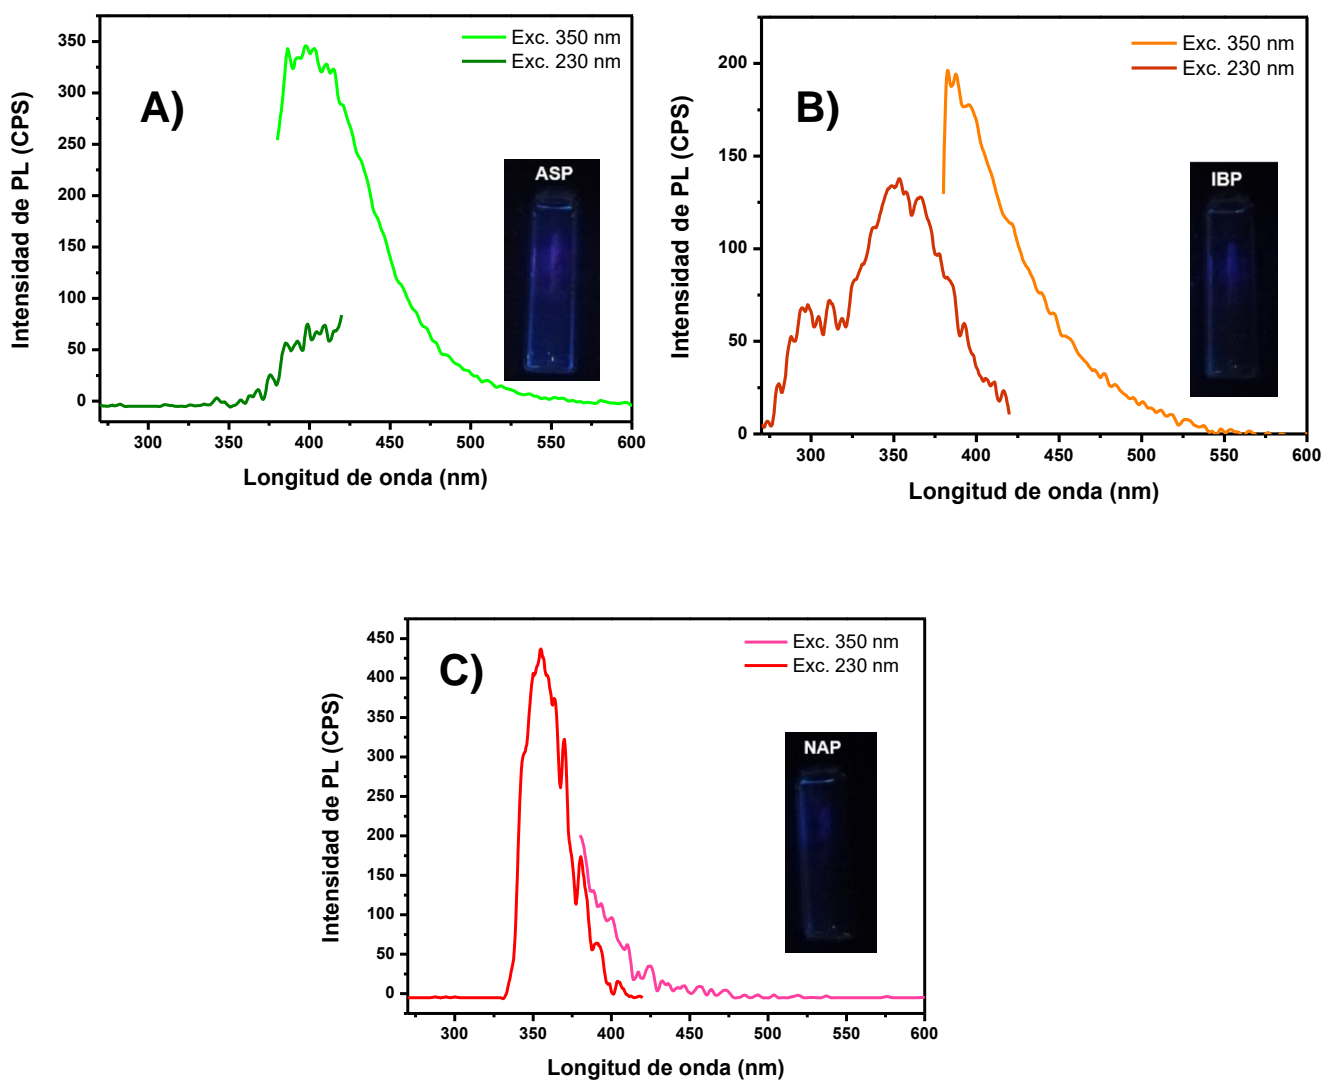 A)
Exc. 350 nm
Exc. 230 nm
ASP
Intensidad de PL (CPS)
350
300
250
200
150
100
50
0
300 350 400 450 500 550 600
Longitud de onda (nm)
B)
Exc. 350 nm
Exc. 230 nm
IBP
Intensidad de PL (CPS)
200
150
100
50
0
300 350 400 450 500 550 600
Longitud de onda (nm)
C)
Exc. 350 nm
Exc. 230 nm
NAP
Intensidad de PL (CPS)
450
400
350
300
250
200
150
100
50
0
300 350 400 450 500 550 600
Longitud de onda (nm)